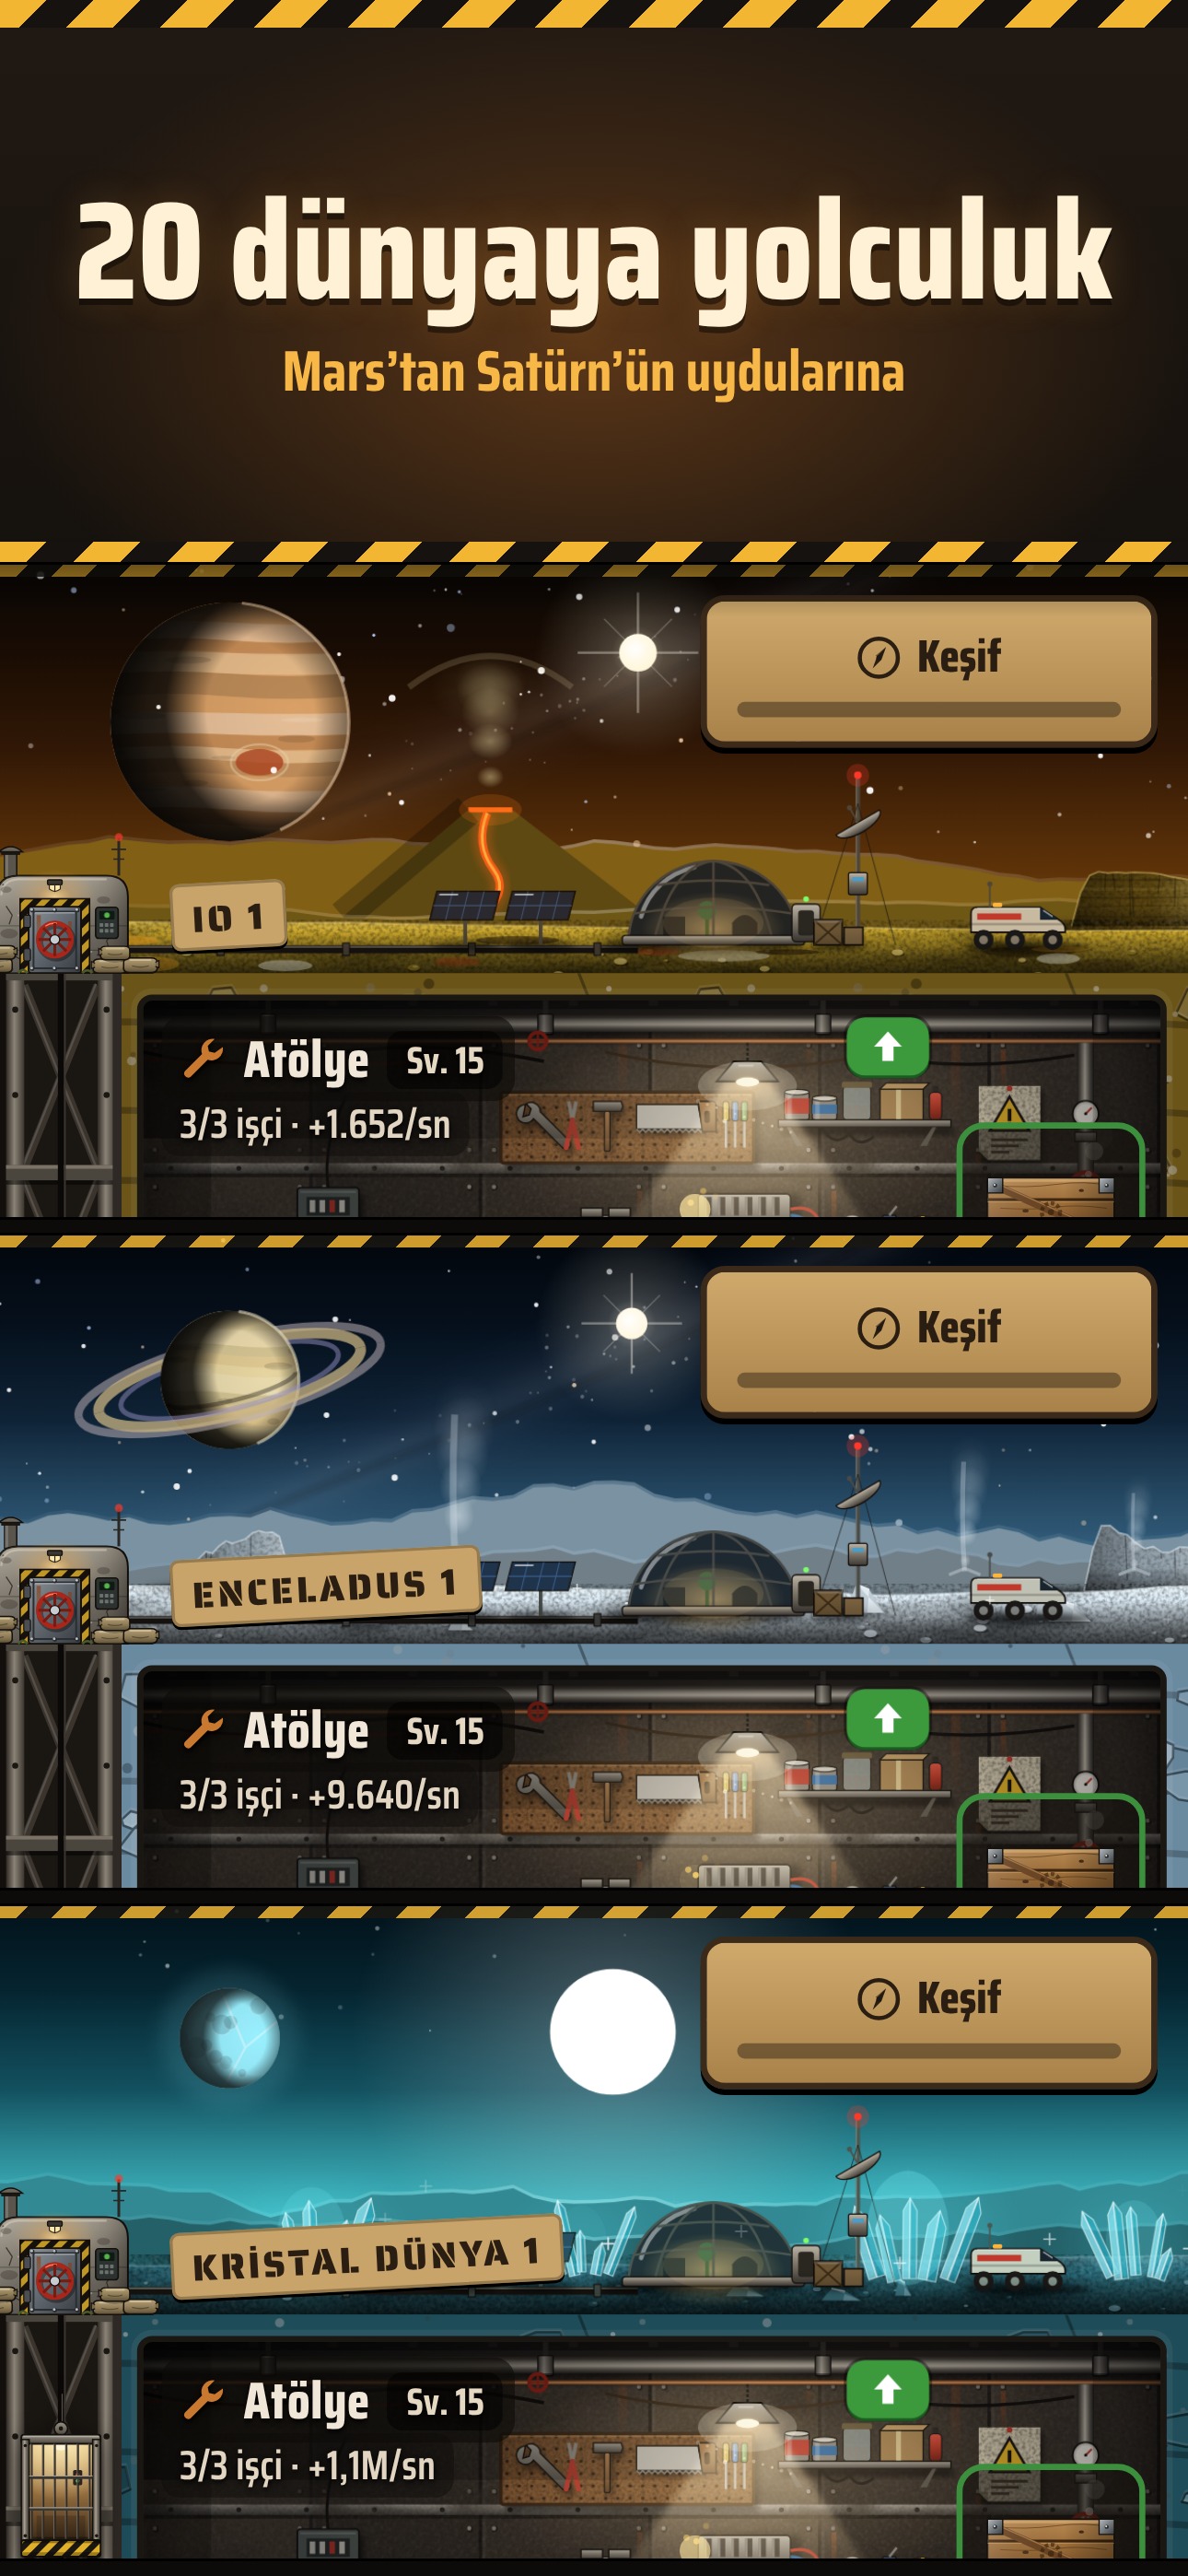 20 dünyaya yolculuk
Mars’tan Satürn’ün uydularına
Keşif
IO 1
Atölye Sv. 15
3/3 işçi · +1.652/sn
Keşif
ENCELADUS 1
Atölye Sv. 15
3/3 işçi · +9.640/sn
Keşif
KRİSTAL DÜNYA 1
Atölye Sv. 15
3/3 işçi · +1,1M/sn